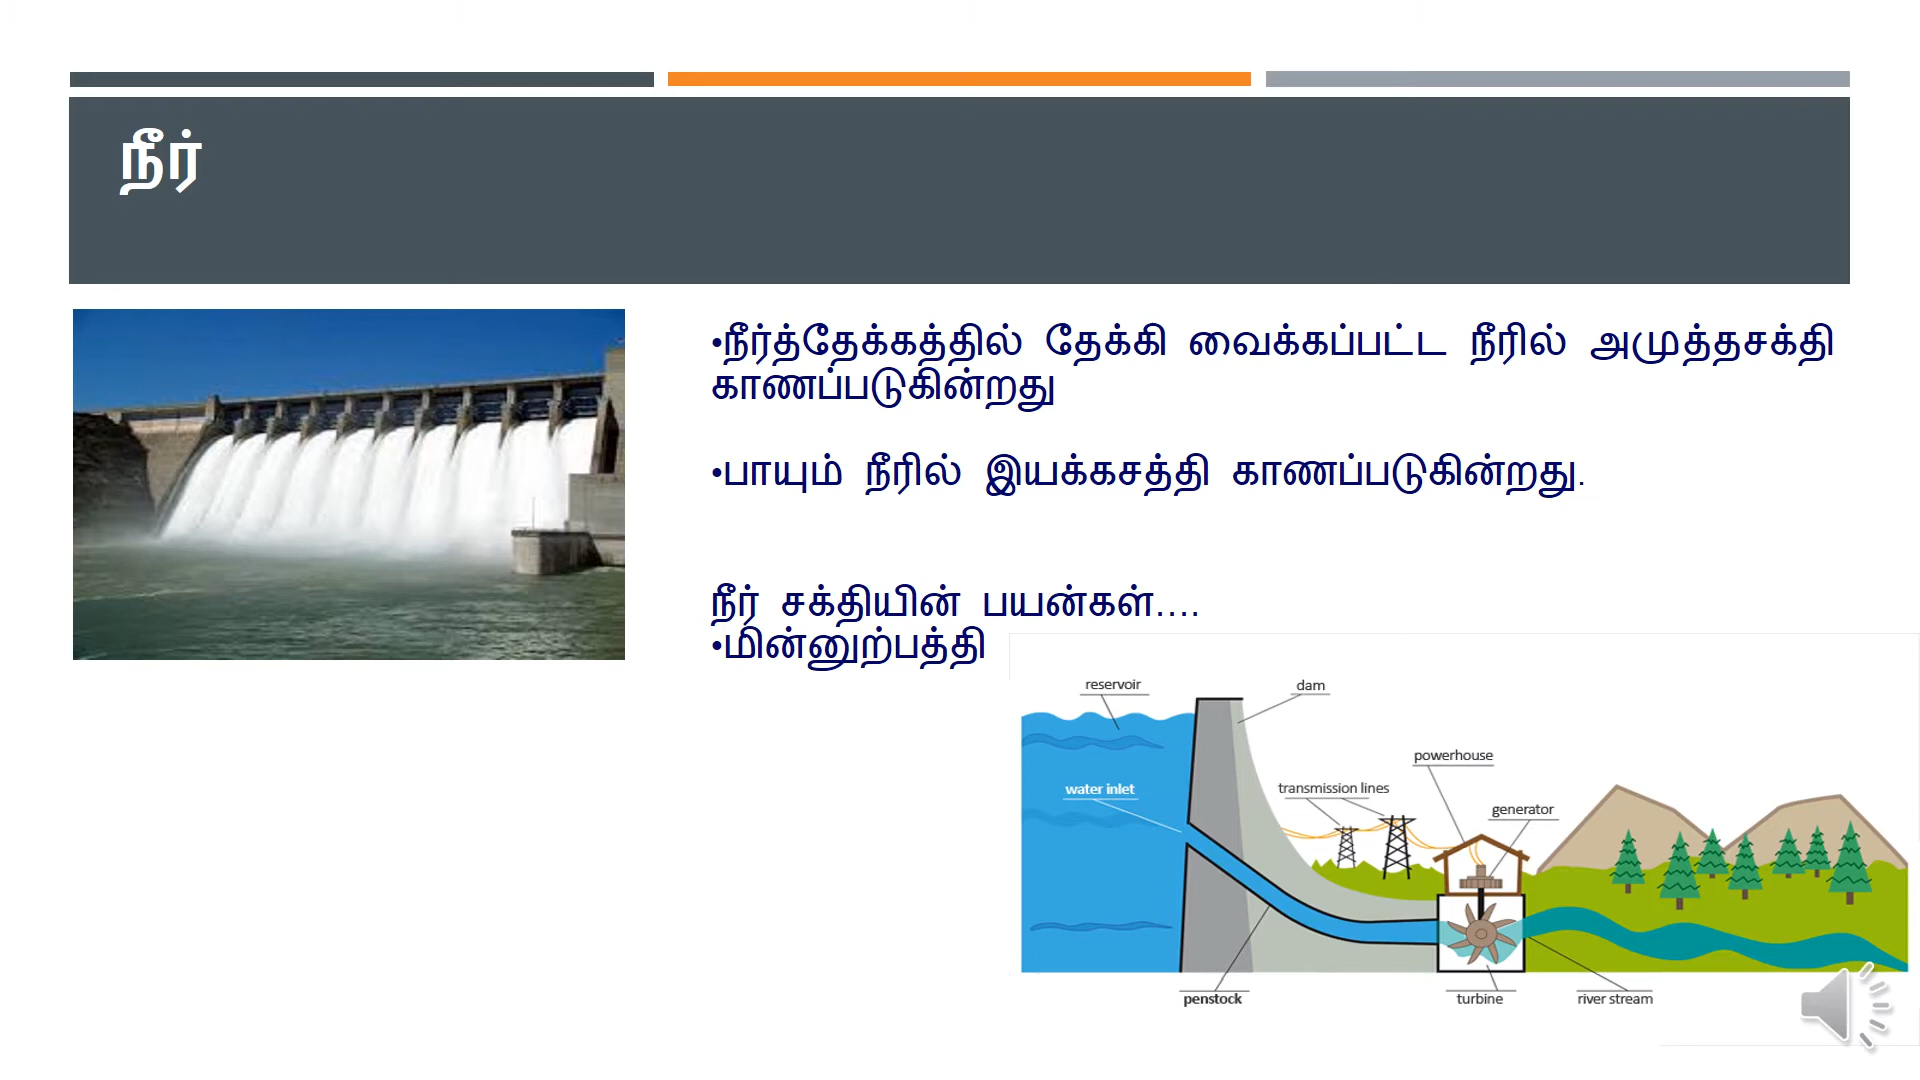 நீர்
•நீர்த்தேக்கத்தில் தேக்கி வைக்கப்பட்ட நீரில் அமுத்தசக்தி
காணப்படுகின்றது
•பாயும் நீரில் இயக்கசத்தி காணப்படுகின்றது.
நீர் சக்தியின் பயன்கள்....
•மின்னுற்பத்தி
reservoir
dam
powerhouse
water inlet
transmission lines
generator
penstock
turbine
river stream